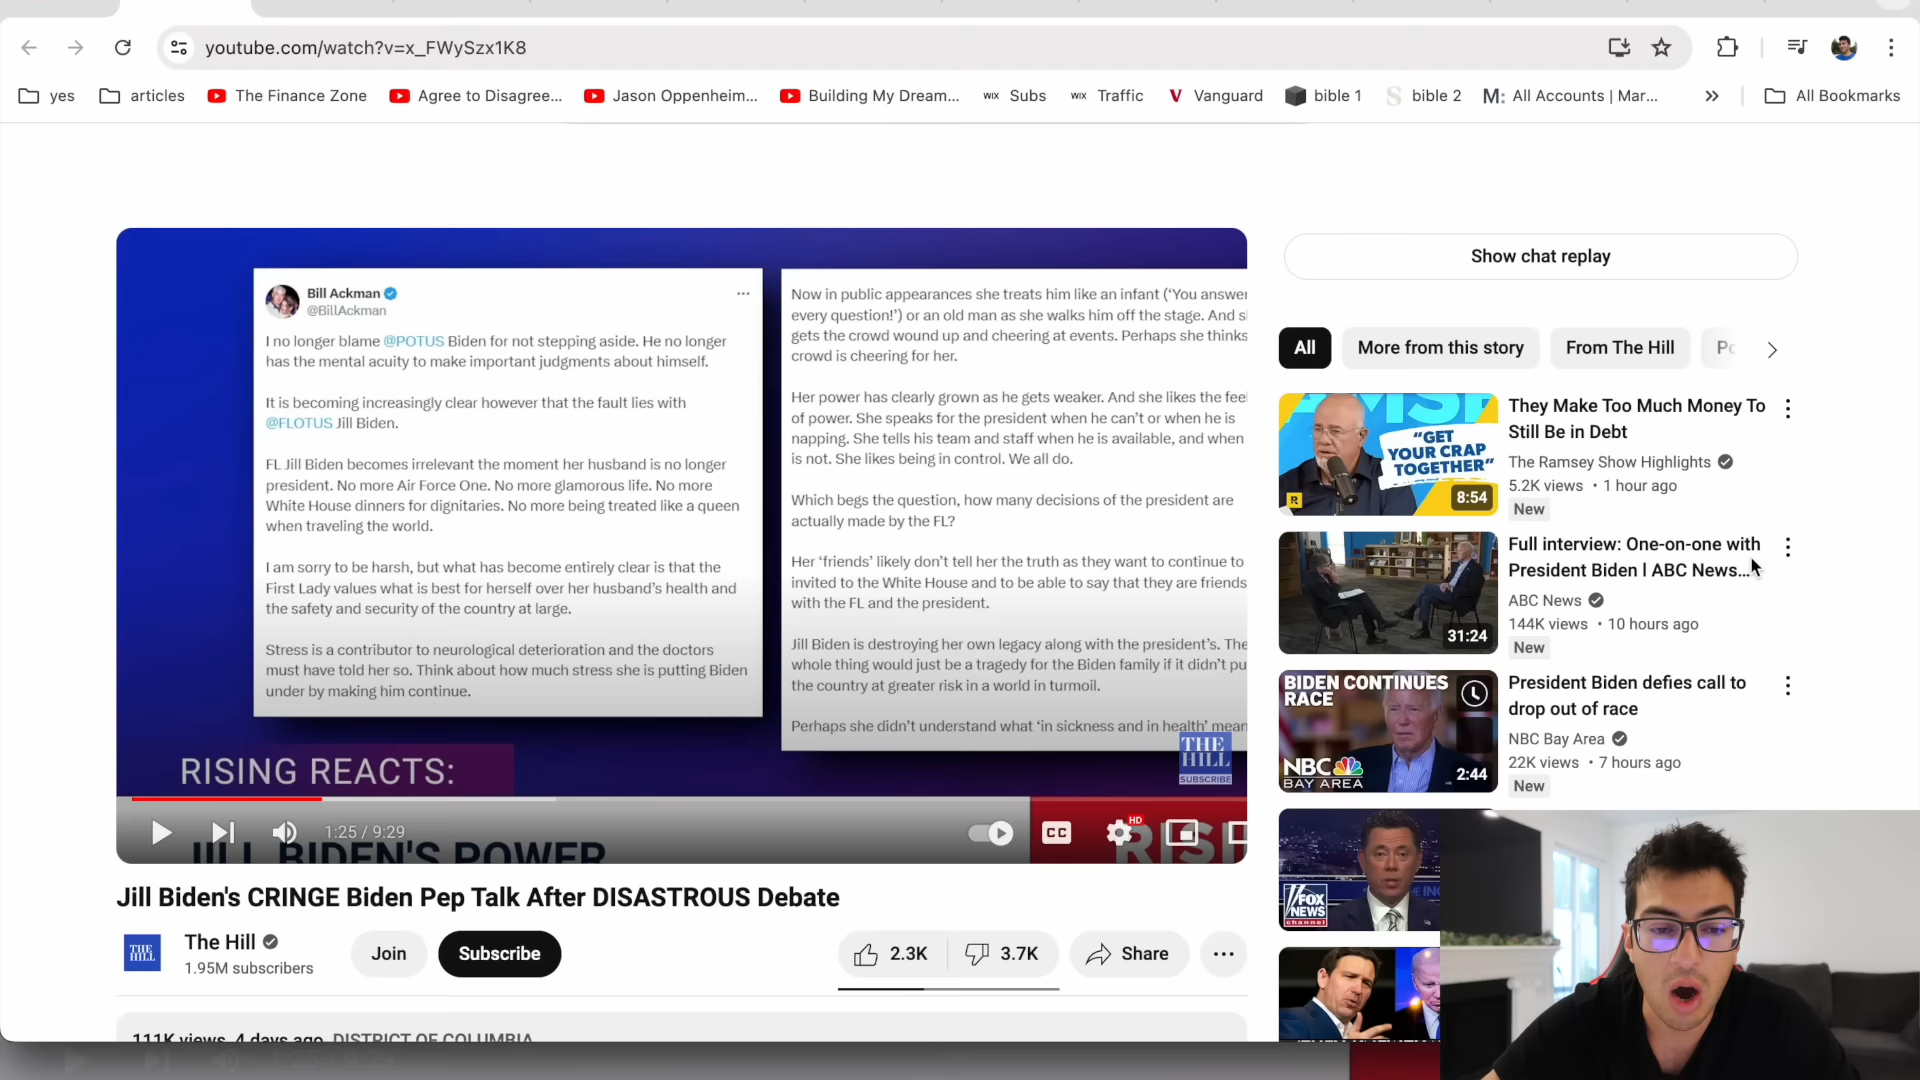 youtube.com/watch?v=x_FWySzx1K8
yes
articles
The Finance Zone
Agree to Disagree...
Jason Oppenheim...
Building My Dream...
WIX Subs
WIX Traffic
V Vanguard
bible 1
S bible 2
M: All Accounts | Mar...
All Bookmarks
Bill Ackman
@BillAckman
I no longer blame @POTUS Biden for not stepping aside. He no longer
has the mental acuity to make important judgments about himself.
It is becoming increasingly clear however that the fault lies with
@FLOTUS Jill Biden.
FL Jill Biden becomes irrelevant the moment her husband is no longer
president. No more Air Force One. No more glamorous life. No more
White House dinners for dignitaries. No more being treated like a queen
when traveling the world.
I am sorry to be harsh, but what has become entirely clear is that the
First Lady values what is best for herself over her husband's health and
the safety and security of the country at large.
Stress is a contributor to neurological deterioration and the doctors
must have told her so. Think about how much stress she is putting Biden
under by making him continue.
Now in public appearances she treats him like an infant ('You answer
every question!') or an old man as she walks him off the stage. And
gets the crowd wound up and cheering at events. Perhaps she thinks
crowd is cheering for her.
Her power has clearly grown as he gets weaker. And she likes the feel
of power. She speaks for the president when he can't or when he is
napping. She tells his team and staff when he is available, and when
is not. She likes being in control. We all do.
Which begs the question, how many decisions of the president are
actually made by the FL?
Her 'friends' likely don't tell her the truth as they want to continue to
invited to the White House and to be able to say that they are friends
with the FL and the president.
Jill Biden is destroying her own legacy along with the president's. The
whole thing would just be a tragedy for the Biden family if it didn't pu
the country at greater risk in a world in turmoil.
Perhaps she didn't understand what 'in sickness and in health' mean
THE
HILL
SUBSCRIBE
RISING REACTS:
1:25 / 9:29
CC
HD
RISI
JILL BIDEN'S POWER
Jill Biden's CRINGE Biden Pep Talk After DISASTROUS Debate
THE
HILL
The Hill
1.95M subscribers
Join
Subscribe
2.3K
3.7K
Share
111K views 4 days ago DISTRICT OF COLUMBIA
Show chat replay
All
More from this story
From The Hill
Po
"GET
YOUR CRAP
TOGETHER"
R
8:54
They Make Too Much Money To
Still Be in Debt
The Ramsey Show Highlights
5.2K views • 1 hour ago
New
31:24
Full interview: One-on-one with
President Biden l ABC News...
ABC News
144K views • 10 hours ago
New
BIDEN CONTINUES
RACE
NBC
BAY AREA
2:44
President Biden defies call to
drop out of race
NBC Bay Area
22K views • 7 hours ago
New
FOX
NEWS
channel